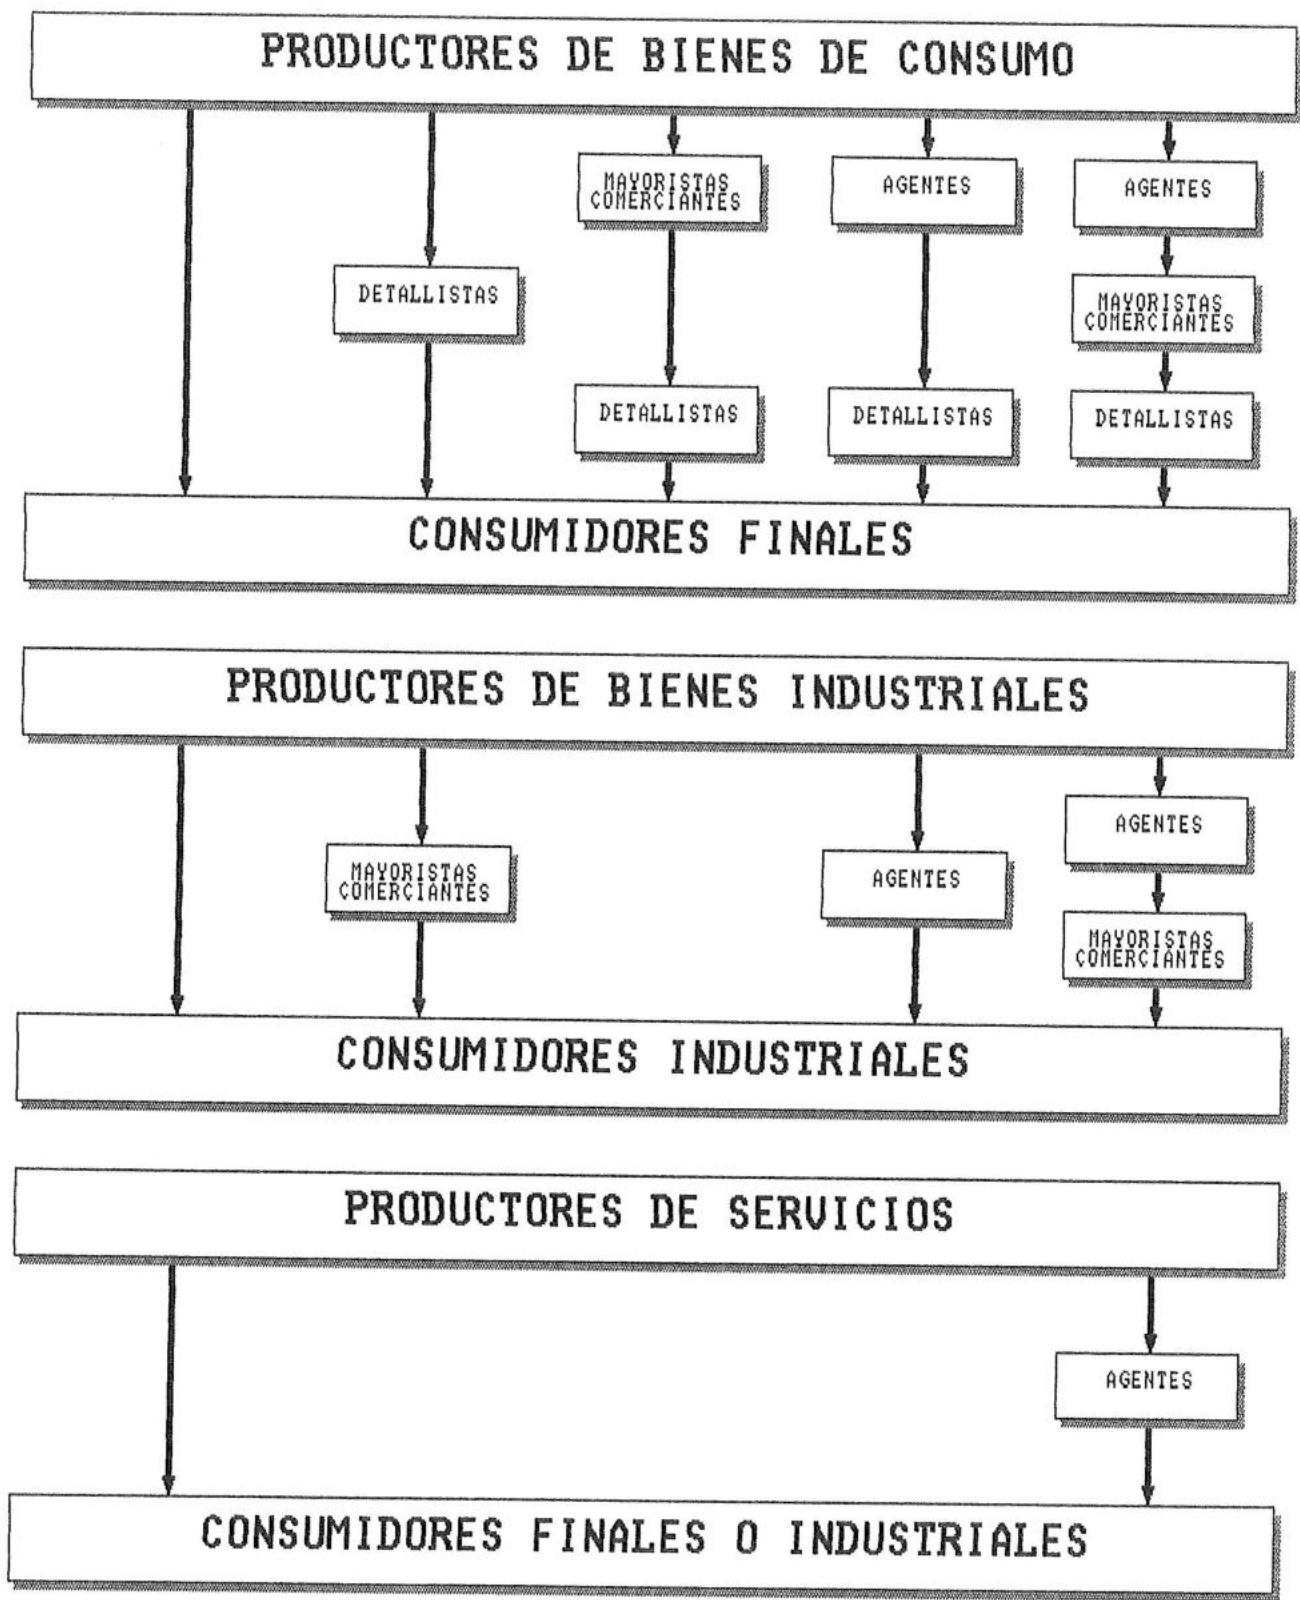 PRODUCTORES DE BIENES DE CONSUMO
MAYORISTAS
COMERCIANTES
AGENTES
AGENTES
DETALLISTAS
MAYORISTAS
COMERCIANTES
DETALLISTAS
DETALLISTAS
DETALLISTAS
CONSUMIDORES FINALES
PRODUCTORES DE BIENES INDUSTRIALES
AGENTES
MAYORISTAS
COMERCIANTES
AGENTES
MAYORISTAS
COMERCIANTES
CONSUMIDORES INDUSTRIALES
PRODUCTORES DE SERVICIOS
AGENTES
CONSUMIDORES FINALES O INDUSTRIALES